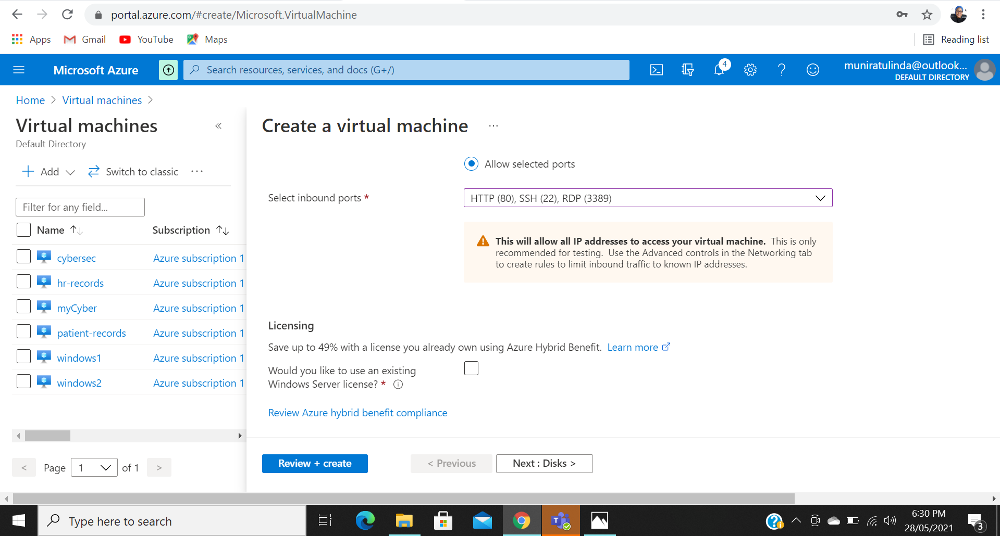 portal.azure.com/#create/Microsoft.VirtualMachine
Apps
Gmail
YouTube
Maps
Reading list
Microsoft Azure
Search resources, services, and docs (G+/)
4
muniratulinda@outlook...
DEFAULT DIRECTORY
Home > Virtual machines >
Virtual machines
«
Default Directory
Add
Switch to classic
...
Filter for any field...
Name
Subscription
cybersec
Azure subscription 1
hr-records
Azure subscription 1
myCyber
Azure subscription 1
patient-records
Azure subscription 1
windows1
Azure subscription 1
windows2
Azure subscription 1
< Page 1 of 1 >
Create a virtual machine
...
Allow selected ports
Select inbound ports *
HTTP (80), SSH (22), RDP (3389)
This will allow all IP addresses to access your virtual machine. This is only
recommended for testing. Use the Advanced controls in the Networking tab
to create rules to limit inbound traffic to known IP addresses.
Licensing
Save up to 49% with a license you already own using Azure Hybrid Benefit. Learn more
Would you like to use an existing
Windows Server license? *
Review Azure hybrid benefit compliance
Review + create
< Previous
Next : Disks >
Type here to search
6:30 PM
28/05/2021
3